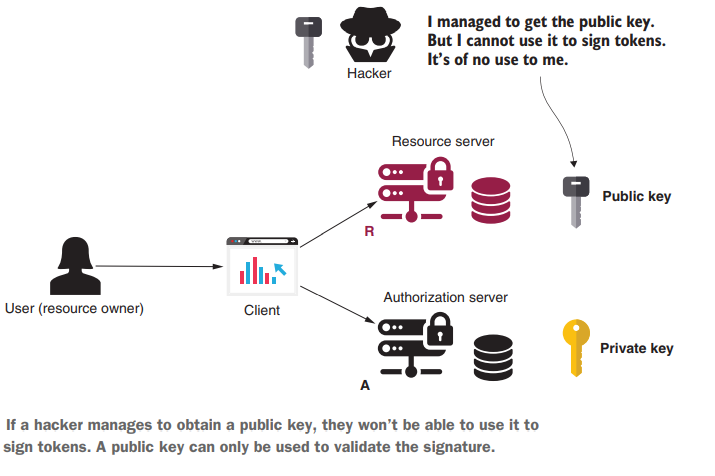 I managed to get the public key.
But I cannot use it to sign tokens.
It's of no use to me.
Hacker
Resource server
Public key
R
User (resource owner)
Client
Authorization server
Private key
A
If a hacker manages to obtain a public key, they won't be able to use it to
sign tokens. A public key can only be used to validate the signature.